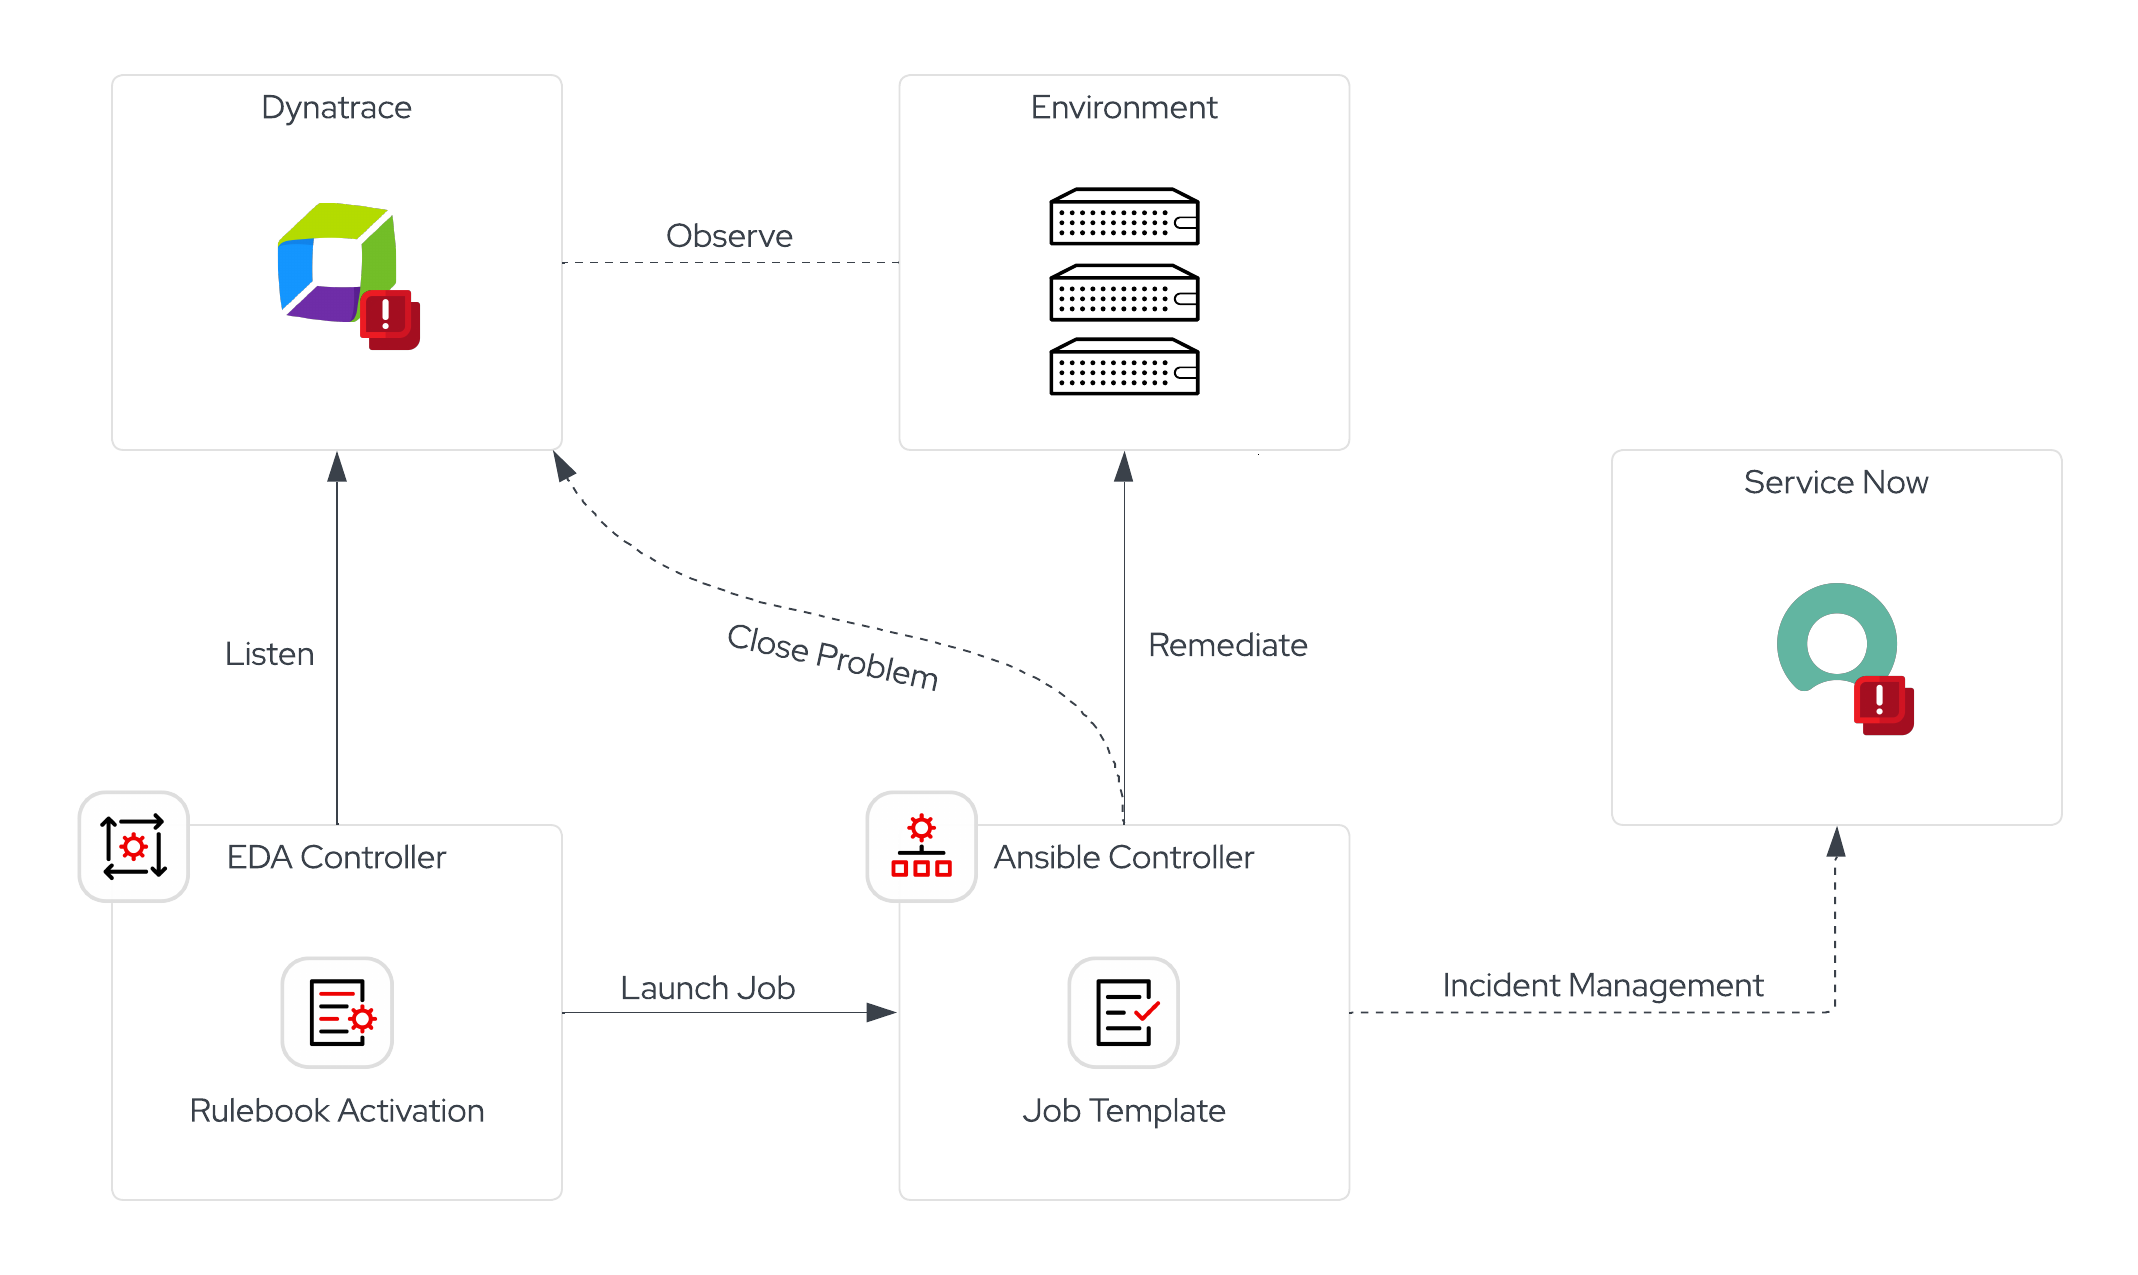 Dynatrace
Environment
Observe
Service Now
Listen
Close Problem
Remediate
EDA Controller
Ansible Controller
Launch Job
Incident Management
Rulebook Activation
Job Template